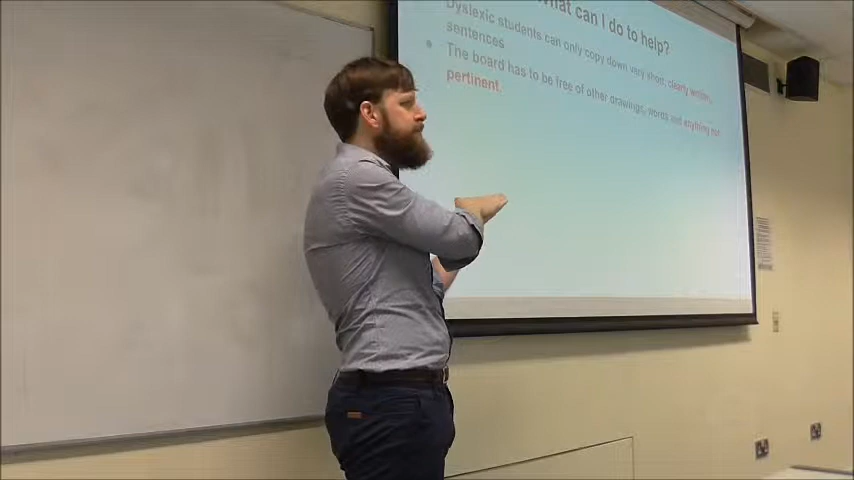 What can I do to help?
Dyslexic students can only copy down very short, clearly written
sentences
The board has to be free of other drawings, words and anything not
pertinent.